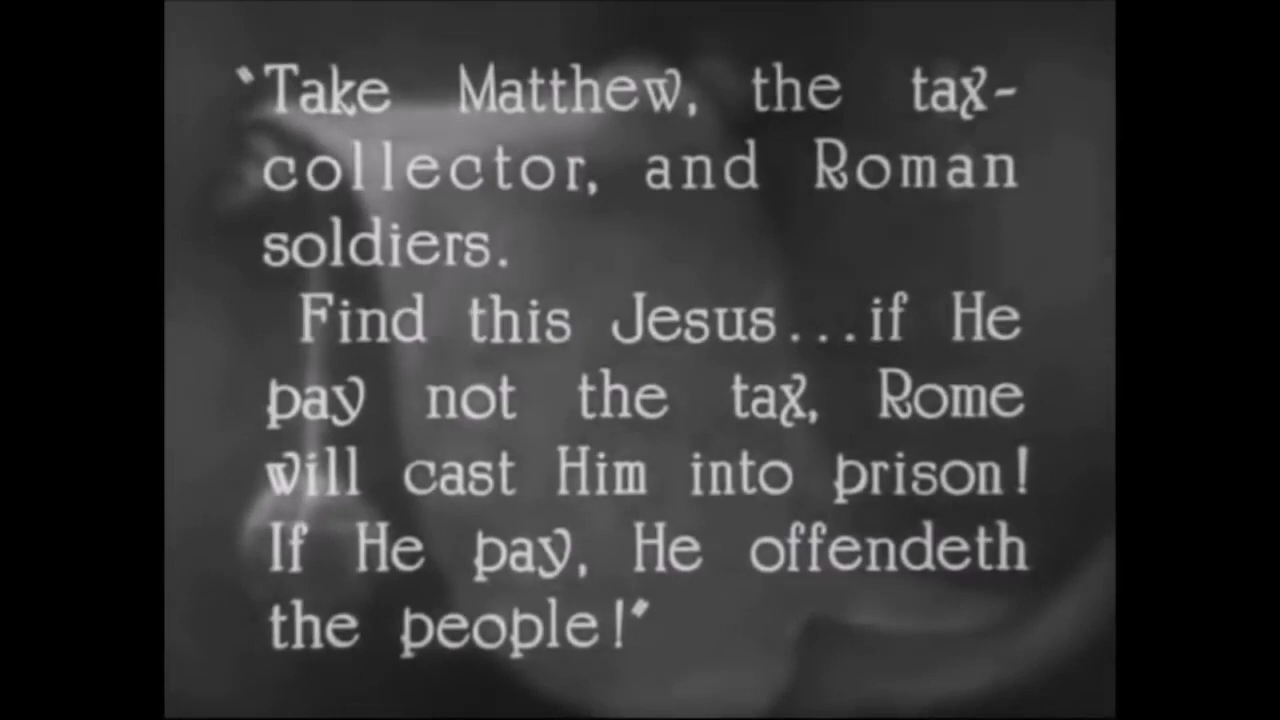 "Take Matthew, the tax-
collector, and Roman
soldiers.
Find this Jesus...if He
pay not the tax, Rome
will cast Him into prison!
If He pay, He offendeth
the people!"